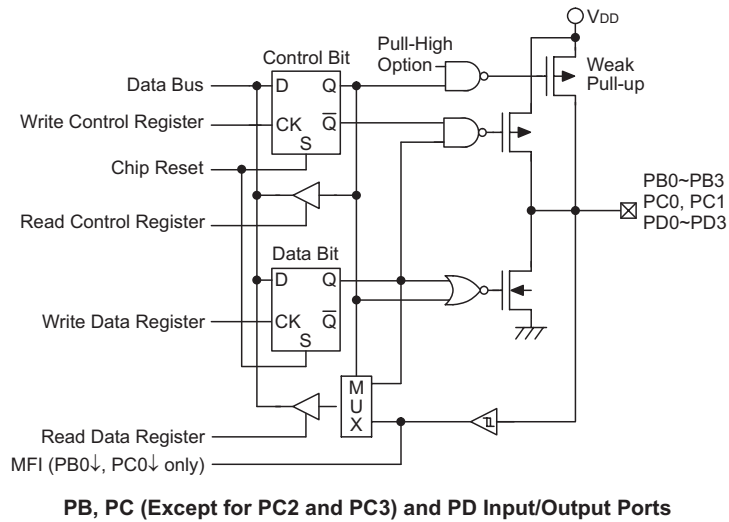 VDD
Control Bit
Pull-High
Option
Weak
Pull-up
Data Bus
D
Q
Write Control Register
CK
Q̅
S
Chip Reset
PB0~PB3
PC0, PC1
PD0~PD3
Read Control Register
Data Bit
D
Q
Write Data Register
CK
Q̅
S
M
U
X
Read Data Register
MFI (PB0↓, PC0↓ only)
PB, PC (Except for PC2 and PC3) and PD Input/Output Ports